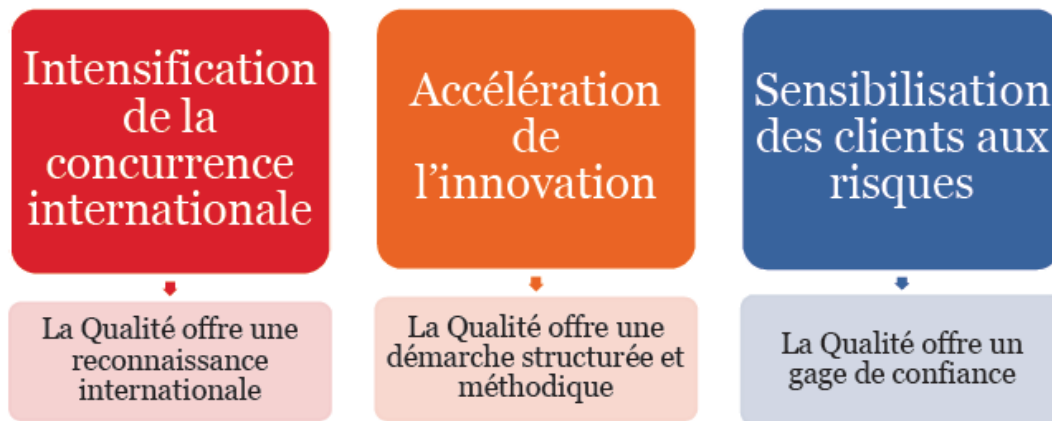 Intensification
de la
concurrence
internationale
La Qualité offre une
reconnaissance
internationale
Accélération
de
l’innovation
La Qualité offre une
démarche structurée et
méthodique
Sensibilisation
des clients aux
risques
La Qualité offre un
gage de confiance